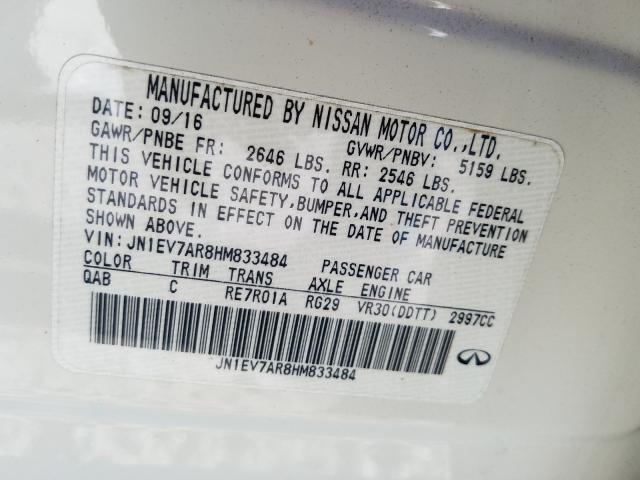 MANUFACTURED BY NISSAN MOTOR CO.,LTD.
DATE: 09/16 GVWR/PNBV: 5159 LBS.
GAWR/PNBE FR: 2646 LBS. RR: 2546 LBS.
THIS VEHICLE CONFORMS TO ALL APPLICABLE FEDERAL
MOTOR VEHICLE SAFETY,BUMPER,AND THEFT PREVENTION
STANDARDS IN EFFECT ON THE DATE OF MANUFACTURE
SHOWN ABOVE.
VIN: JN1EV7AR8HM833484 PASSENGER CAR
COLOR TRIM TRANS AXLE ENGINE
QAB C RE7R01A RG29 VR30(DDTT) 2997CC
JN1EV7AR8HM833484